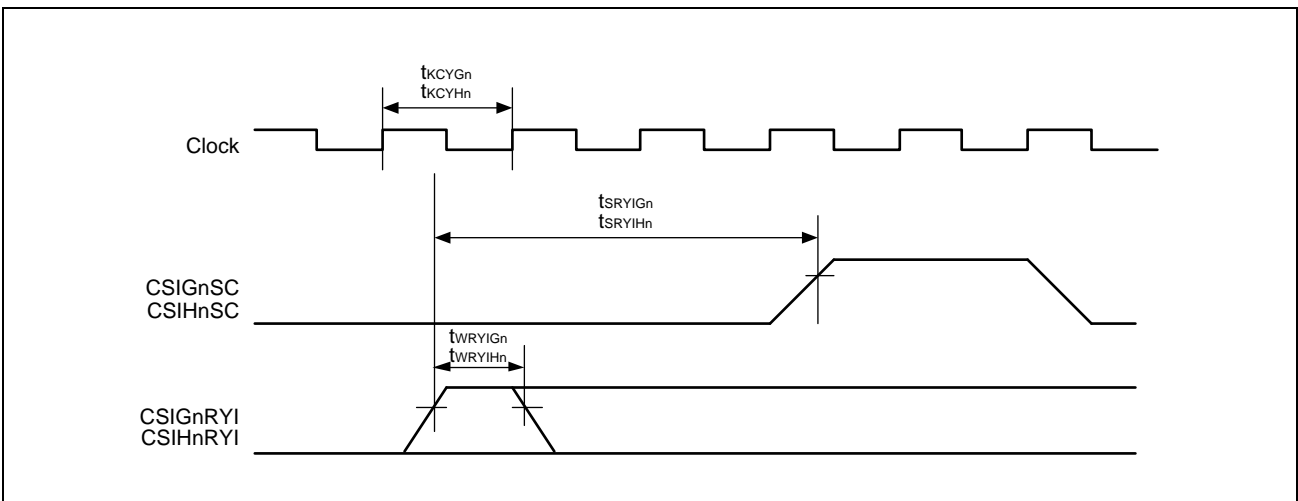 tKCYGn
tKCYHn
Clock
tSRYIGn
tSRYIHn
CSIGnSC
CSIHnSC
tWRYIGn
tWRYIHn
CSIGnRYI
CSIHnRYI